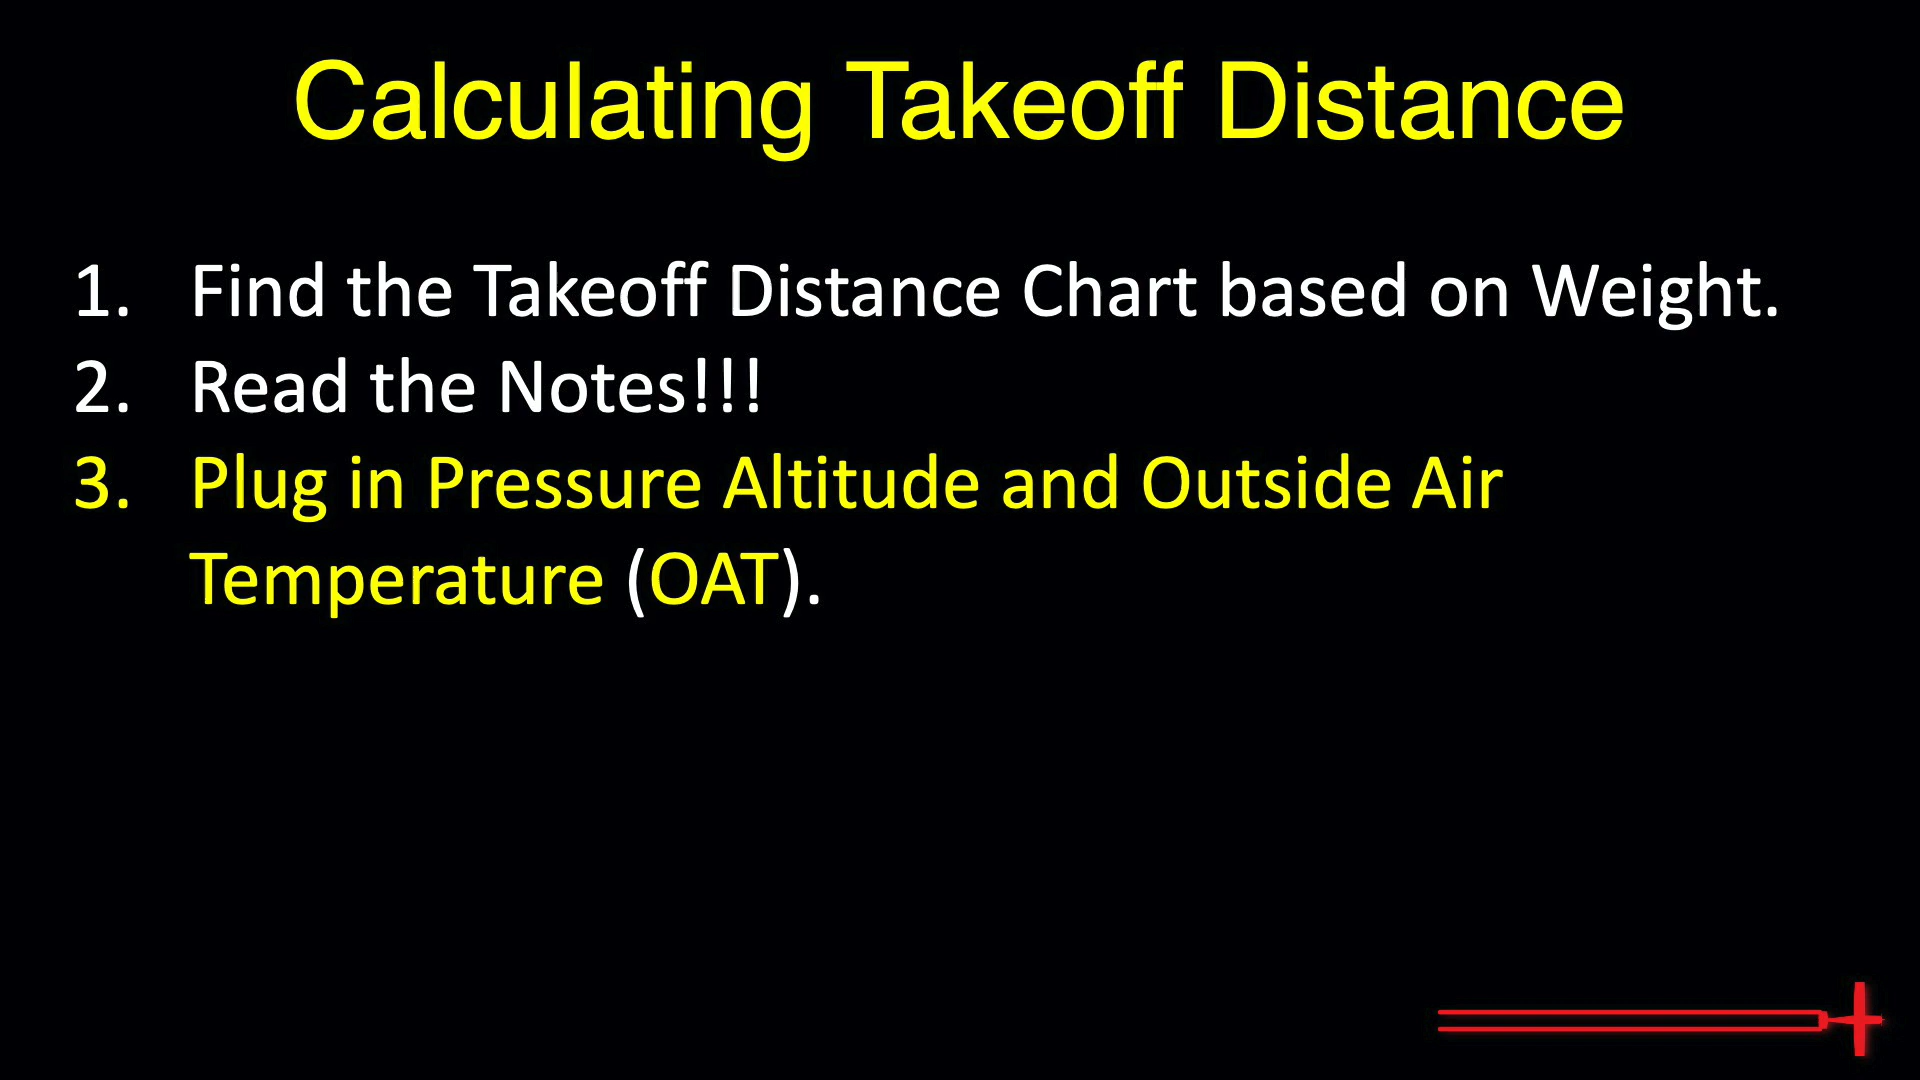 Calculating Takeoff Distance
1. Find the Takeoff Distance Chart based on Weight.
2. Read the Notes!!!
3. Plug in Pressure Altitude and Outside Air
Temperature (OAT).